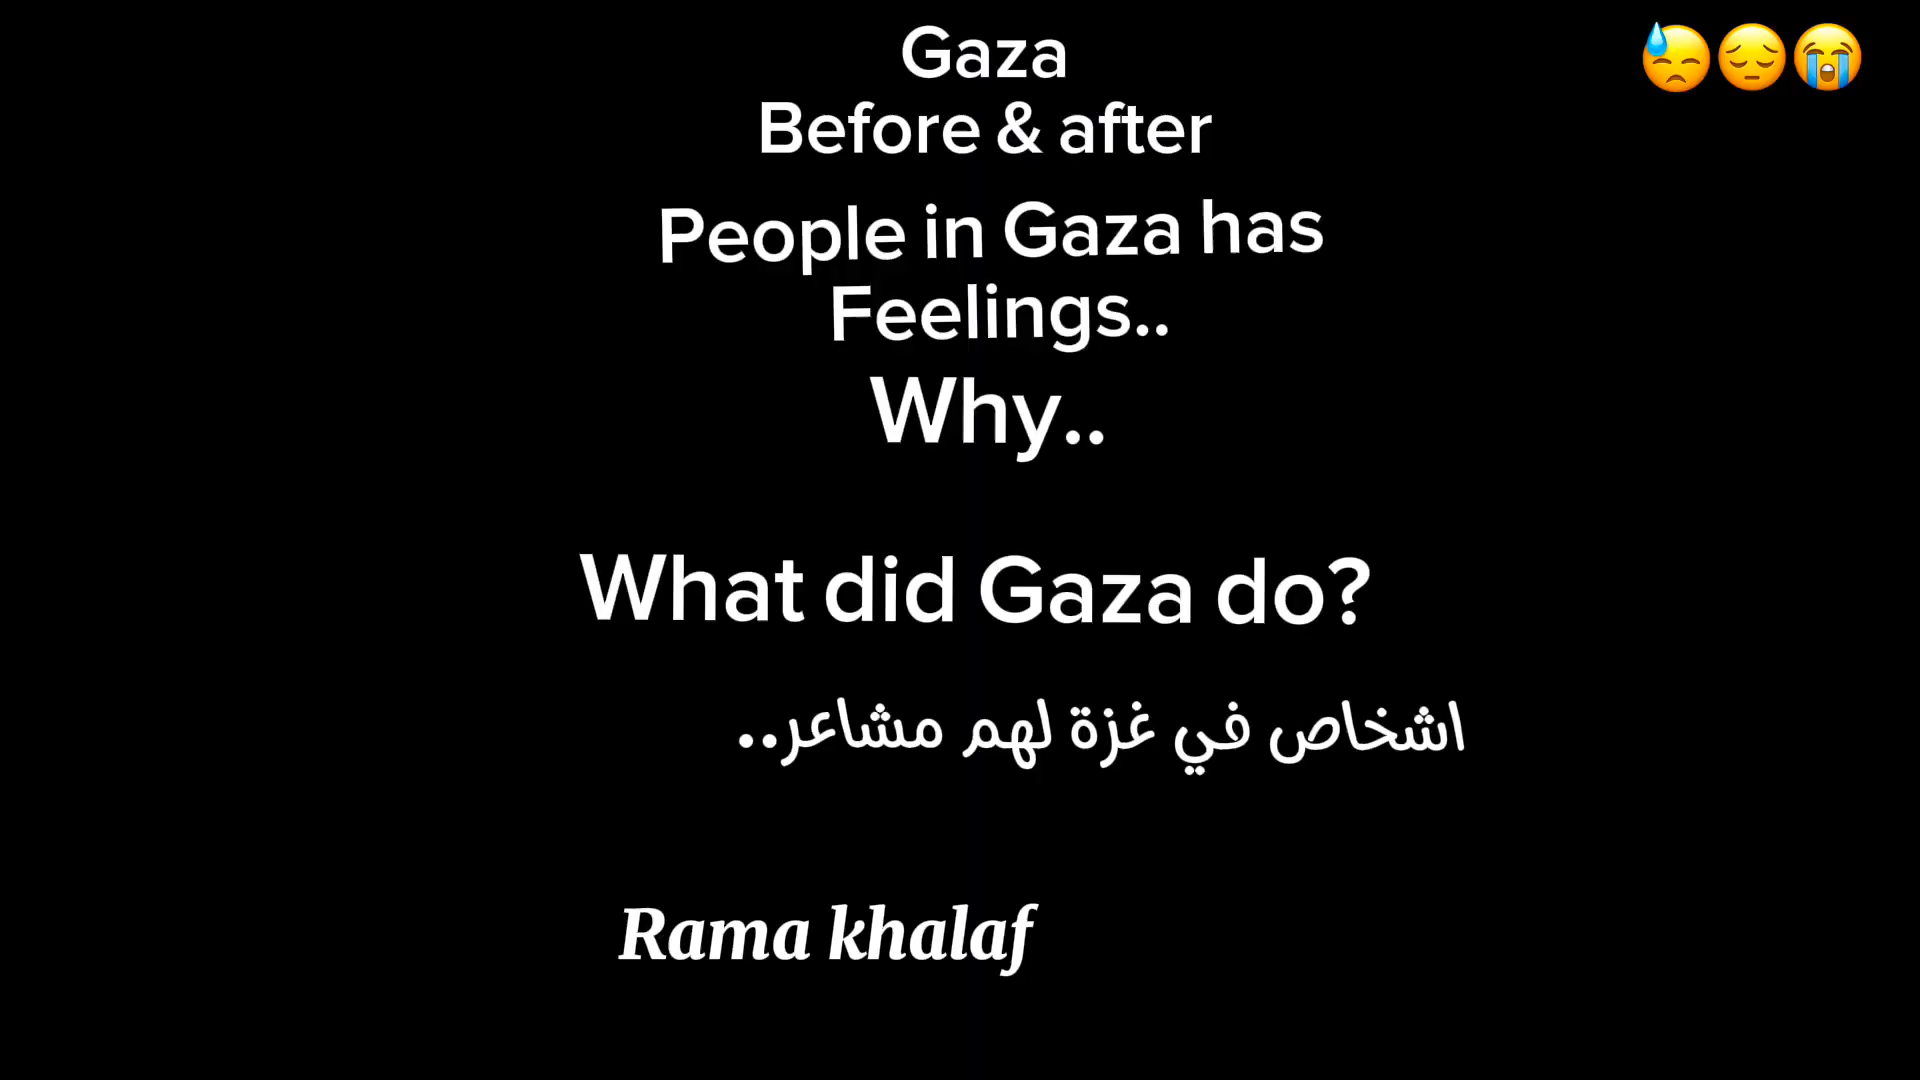 Gaza
Before & after
People in Gaza has
Feelings..
Why..
What did Gaza do?
اشخاص في غزة لهم مشاعر..
Rama khalaf